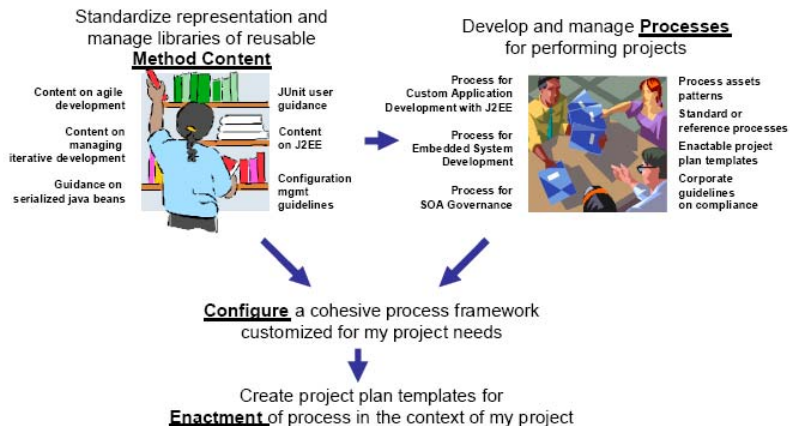 Standardize representation and
manage libraries of reusable
Method Content
Content on agile
development
Content on
managing
iterative development
Guidance on
serialized java beans
JUnit user
guidance
Content
on J2EE
Configuration
mgmt
guidelines
Develop and manage Processes
for performing projects
Process for
Custom Application
Development with J2EE
Process for
Embedded System
Development
Process for
SOA Governance
Process assets
patterns
Standard or
reference processes
Enactable project
plan templates
Corporate
guidelines
on compliance
Configure a cohesive process framework
customized for my project needs
Create project plan templates for
Enactment of process in the context of my project